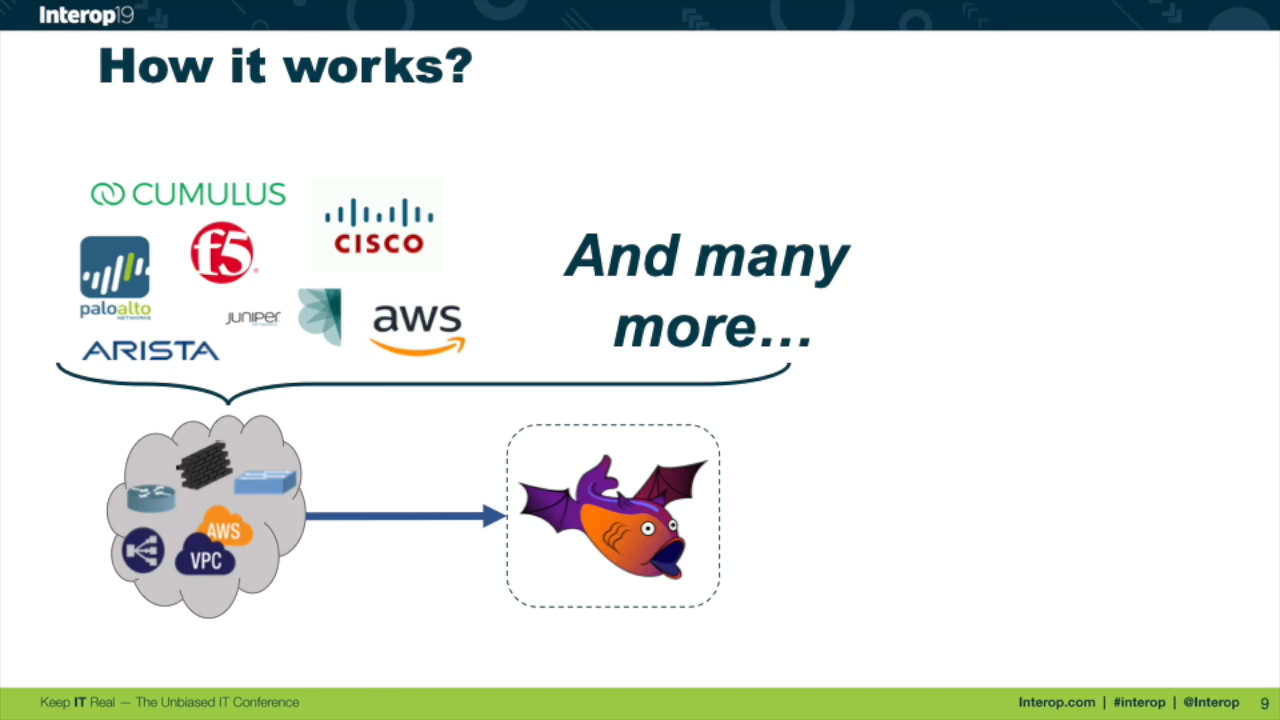 Interop19
How it works?
CUMULUS
CISCO
f5
paloalto
NETWORKS
JUNIPER
NETWORKS
aws
ARISTA
And many
more...
AWS
VPC
Keep IT Real — The Unbiased IT Conference
Interop.com | #interop | @Interop 9